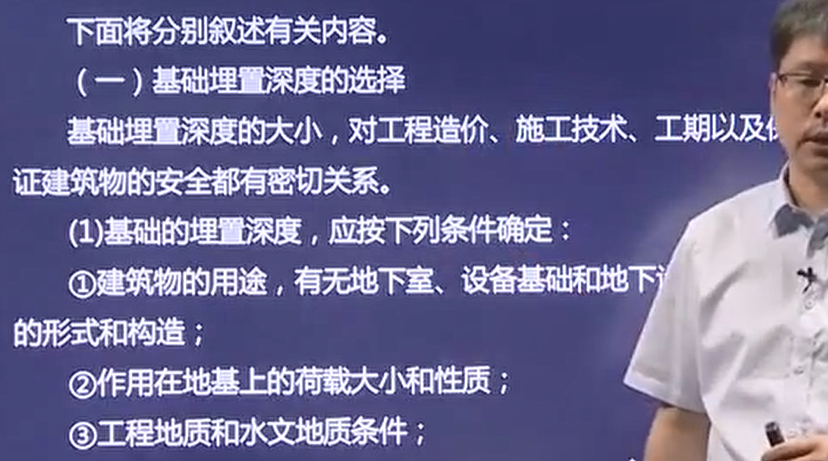 下面将分别叙述有关内容。
（一）基础埋置深度的选择
基础埋置深度的大小，对工程造价、施工技术、工期以及
证建筑物的安全都有密切关系。
(1)基础的埋置深度，应按下列条件确定：
①建筑物的用途，有无地下室、设备基础和地下
的形式和构造；
②作用在地基上的荷载大小和性质；
③工程地质和水文地质条件；